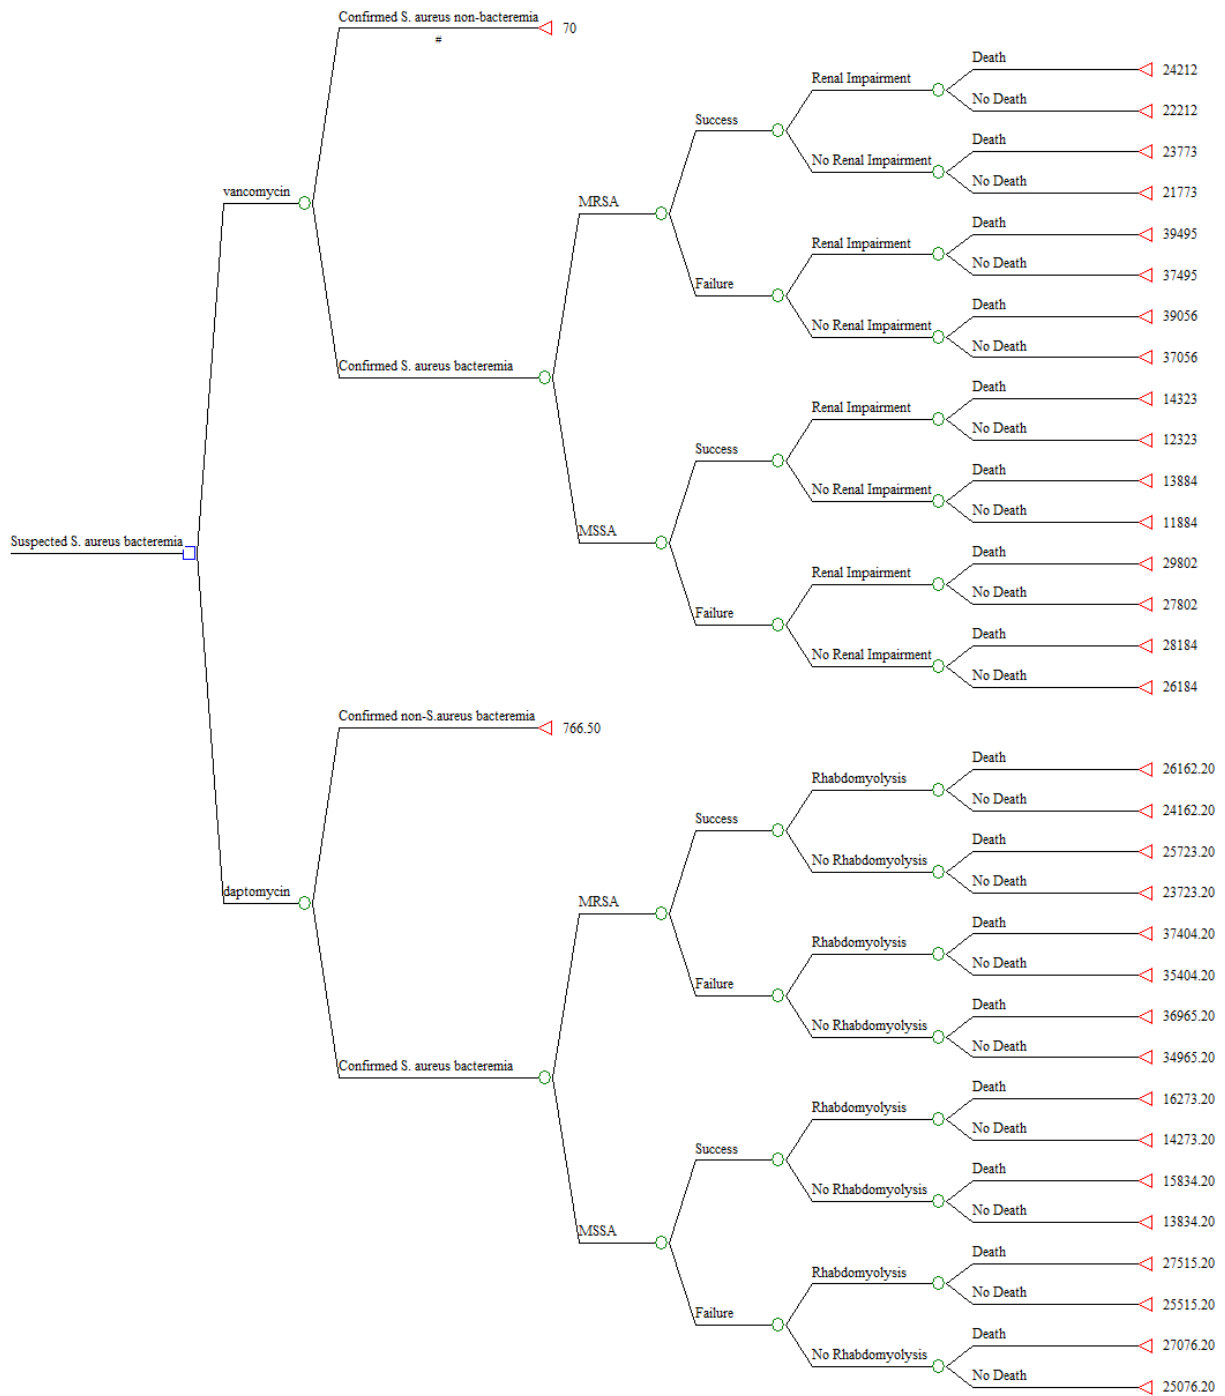 Confirmed S. aureus non-bacteremia
#
70
Death
24212
Renal Impairment
No Death
22212
Success
Death
23773
No Renal Impairment
No Death
21773
vancomycin
MRSA
Death
39495
Renal Impairment
No Death
37495
Failure
Death
39056
No Renal Impairment
No Death
37056
Confirmed S. aureus bacteremia
Death
14323
Renal Impairment
No Death
12323
Success
Death
13884
No Renal Impairment
No Death
11884
MSSA
Suspected S. aureus bacteremia
Death
29802
Renal Impairment
No Death
27802
Failure
Death
28184
No Renal Impairment
No Death
26184
Confirmed non-S.aureus bacteremia
766.50
Death
26162.20
Rhabdomyolysis
No Death
24162.20
Success
Death
25723.20
No Rhabdomyolysis
No Death
23723.20
daptomycin
MRSA
Death
37404.20
Rhabdomyolysis
No Death
35404.20
Failure
Death
36965.20
No Rhabdomyolysis
No Death
34965.20
Confirmed S. aureus bacteremia
Death
16273.20
Rhabdomyolysis
No Death
14273.20
Success
Death
15834.20
No Rhabdomyolysis
No Death
13834.20
MSSA
Death
27515.20
Rhabdomyolysis
No Death
25515.20
Failure
Death
27076.20
No Rhabdomyolysis
No Death
25076.20